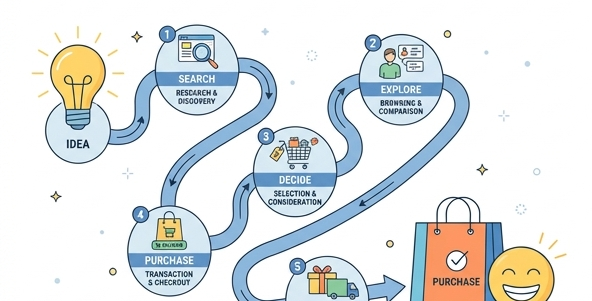 1
SEARCH
RESEARCH &
DISCOVERY
2
EXPLORE
BROWSING &
COMPARISON
IDEA
3
DECIDE
SELECTION &
CONSIDERATION
4
PURCHASE
TRANSACTION
& CHECKOUT
5
PURCHASE